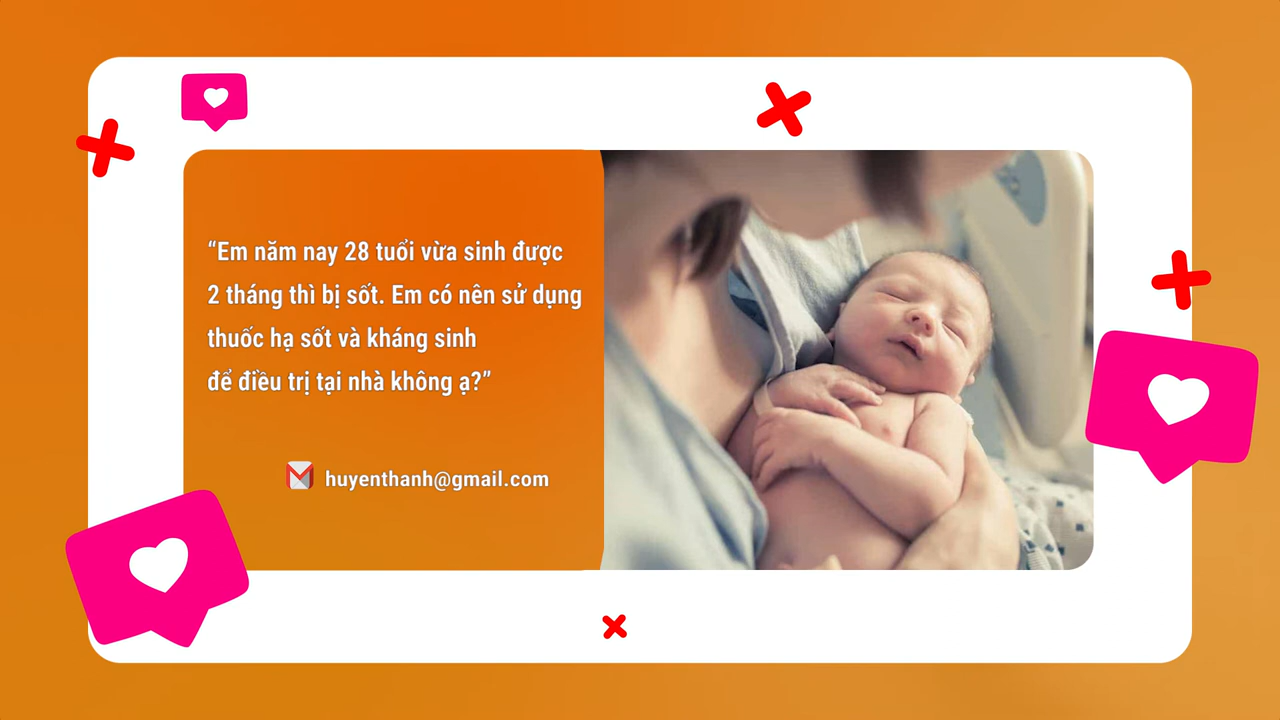 “Em năm nay 28 tuổi vừa sinh được
2 tháng thì bị sốt. Em có nên sử dụng
thuốc hạ sốt và kháng sinh
để điều trị tại nhà không ạ?”
huyenthanh@gmail.com